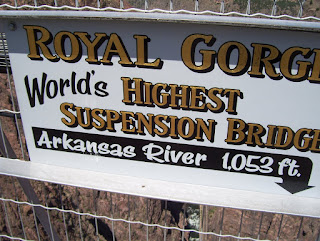 ROYAL GORGE
World's HIGHEST
SUSPENSION BRIDGE
Arkansas River 1,053 ft.